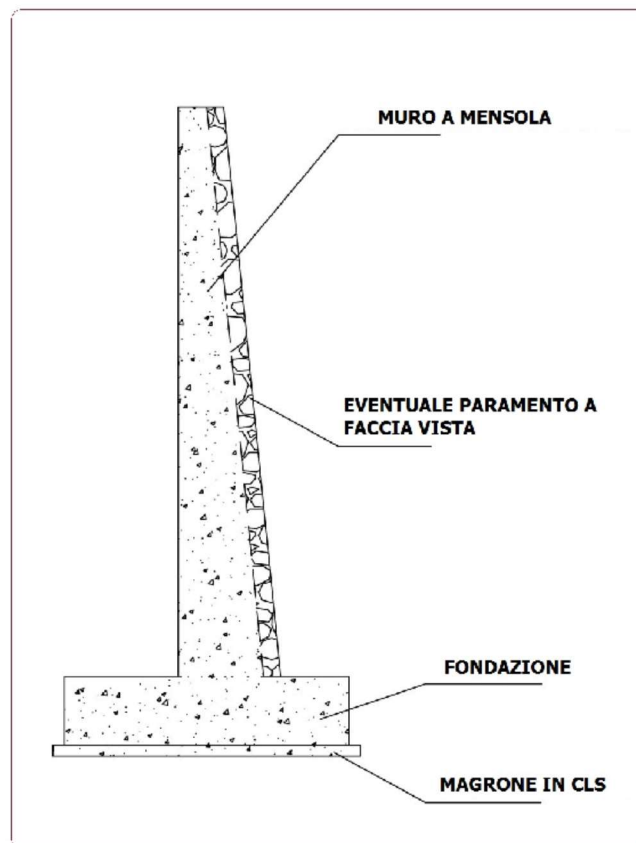 MURO A MENSOLA
EVENTUALE PARAMENTO A
FACCIA VISTA
FONDAZIONE
MAGRONE IN CLS